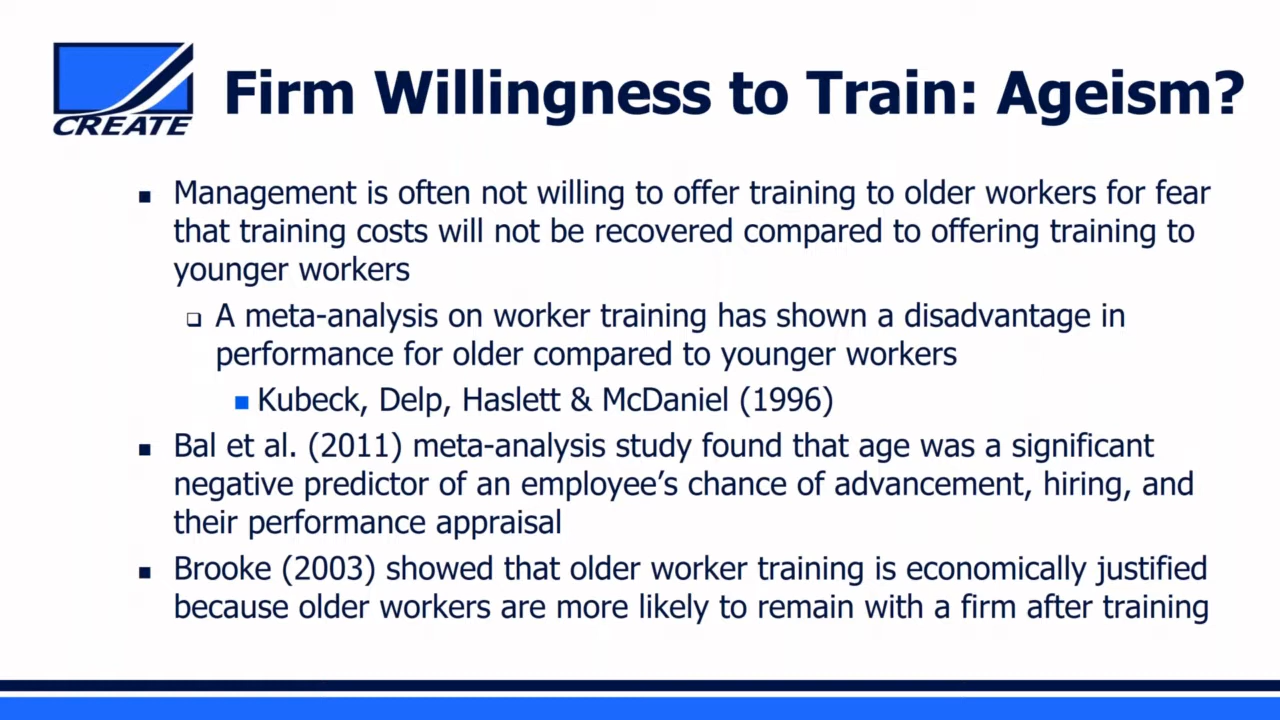 CREATE
Firm Willingness to Train: Ageism?
Management is often not willing to offer training to older workers for fear
that training costs will not be recovered compared to offering training to
younger workers
A meta-analysis on worker training has shown a disadvantage in
performance for older compared to younger workers
Kubeck, Delp, Haslett & McDaniel (1996)
Bal et al. (2011) meta-analysis study found that age was a significant
negative predictor of an employee’s chance of advancement, hiring, and
their performance appraisal
Brooke (2003) showed that older worker training is economically justified
because older workers are more likely to remain with a firm after training